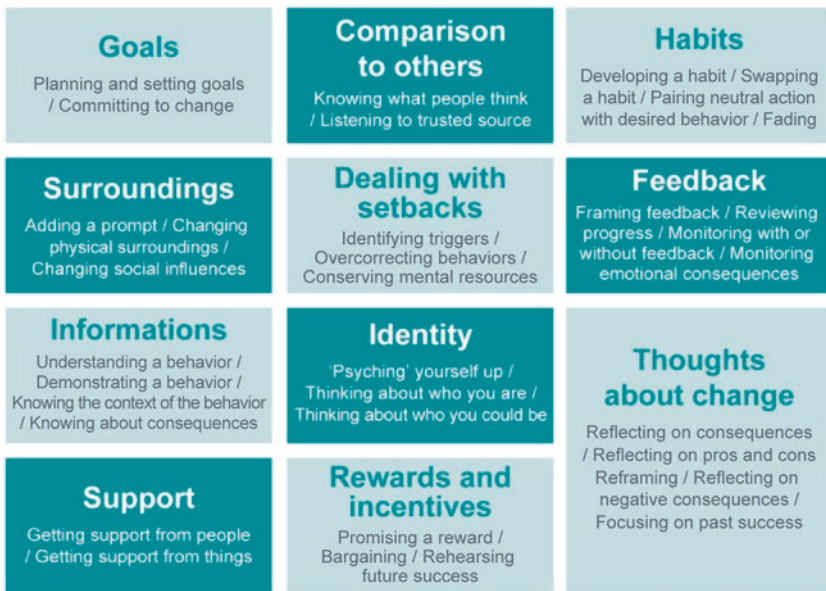 Goals
Planning and setting goals
/ Committing to change
Comparison
to others
Knowing what people think
/ Listening to trusted source
Habits
Developing a habit / Swapping
a habit / Pairing neutral action
with desired behavior / Fading
Surroundings
Adding a prompt / Changing
physical surroundings /
Changing social influences
Dealing with
setbacks
Identifying triggers /
Overcorrecting behaviors /
Conserving mental resources
Feedback
Framing feedback / Reviewing
progress / Monitoring with or
without feedback / Monitoring
emotional consequences
Informations
Understanding a behavior /
Demonstrating a behavior /
Knowing the context of the behavior
/ Knowing about consequences
Identity
'Psyching' yourself up /
Thinking about who you are /
Thinking about who you could be
Thoughts
about change
Reflecting on consequences
/ Reflecting on pros and cons
Reframing / Reflecting on
negative consequences /
Focusing on past success
Support
Getting support from people
/ Getting support from things
Rewards and
incentives
Promising a reward /
Bargaining / Rehearsing
future success